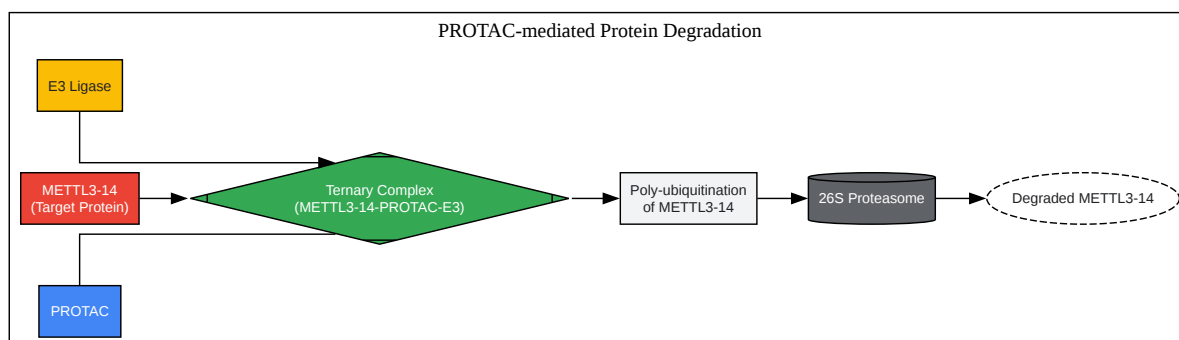 PROTAC-mediated Protein Degradation
E3 Ligase
METTL3-14
(Target Protein)
PROTAC
Ternary Complex
(METTL3-14-PROTAC-E3)
Poly-ubiquitination
of METTL3-14
26S Proteasome
Degraded METTL3-14